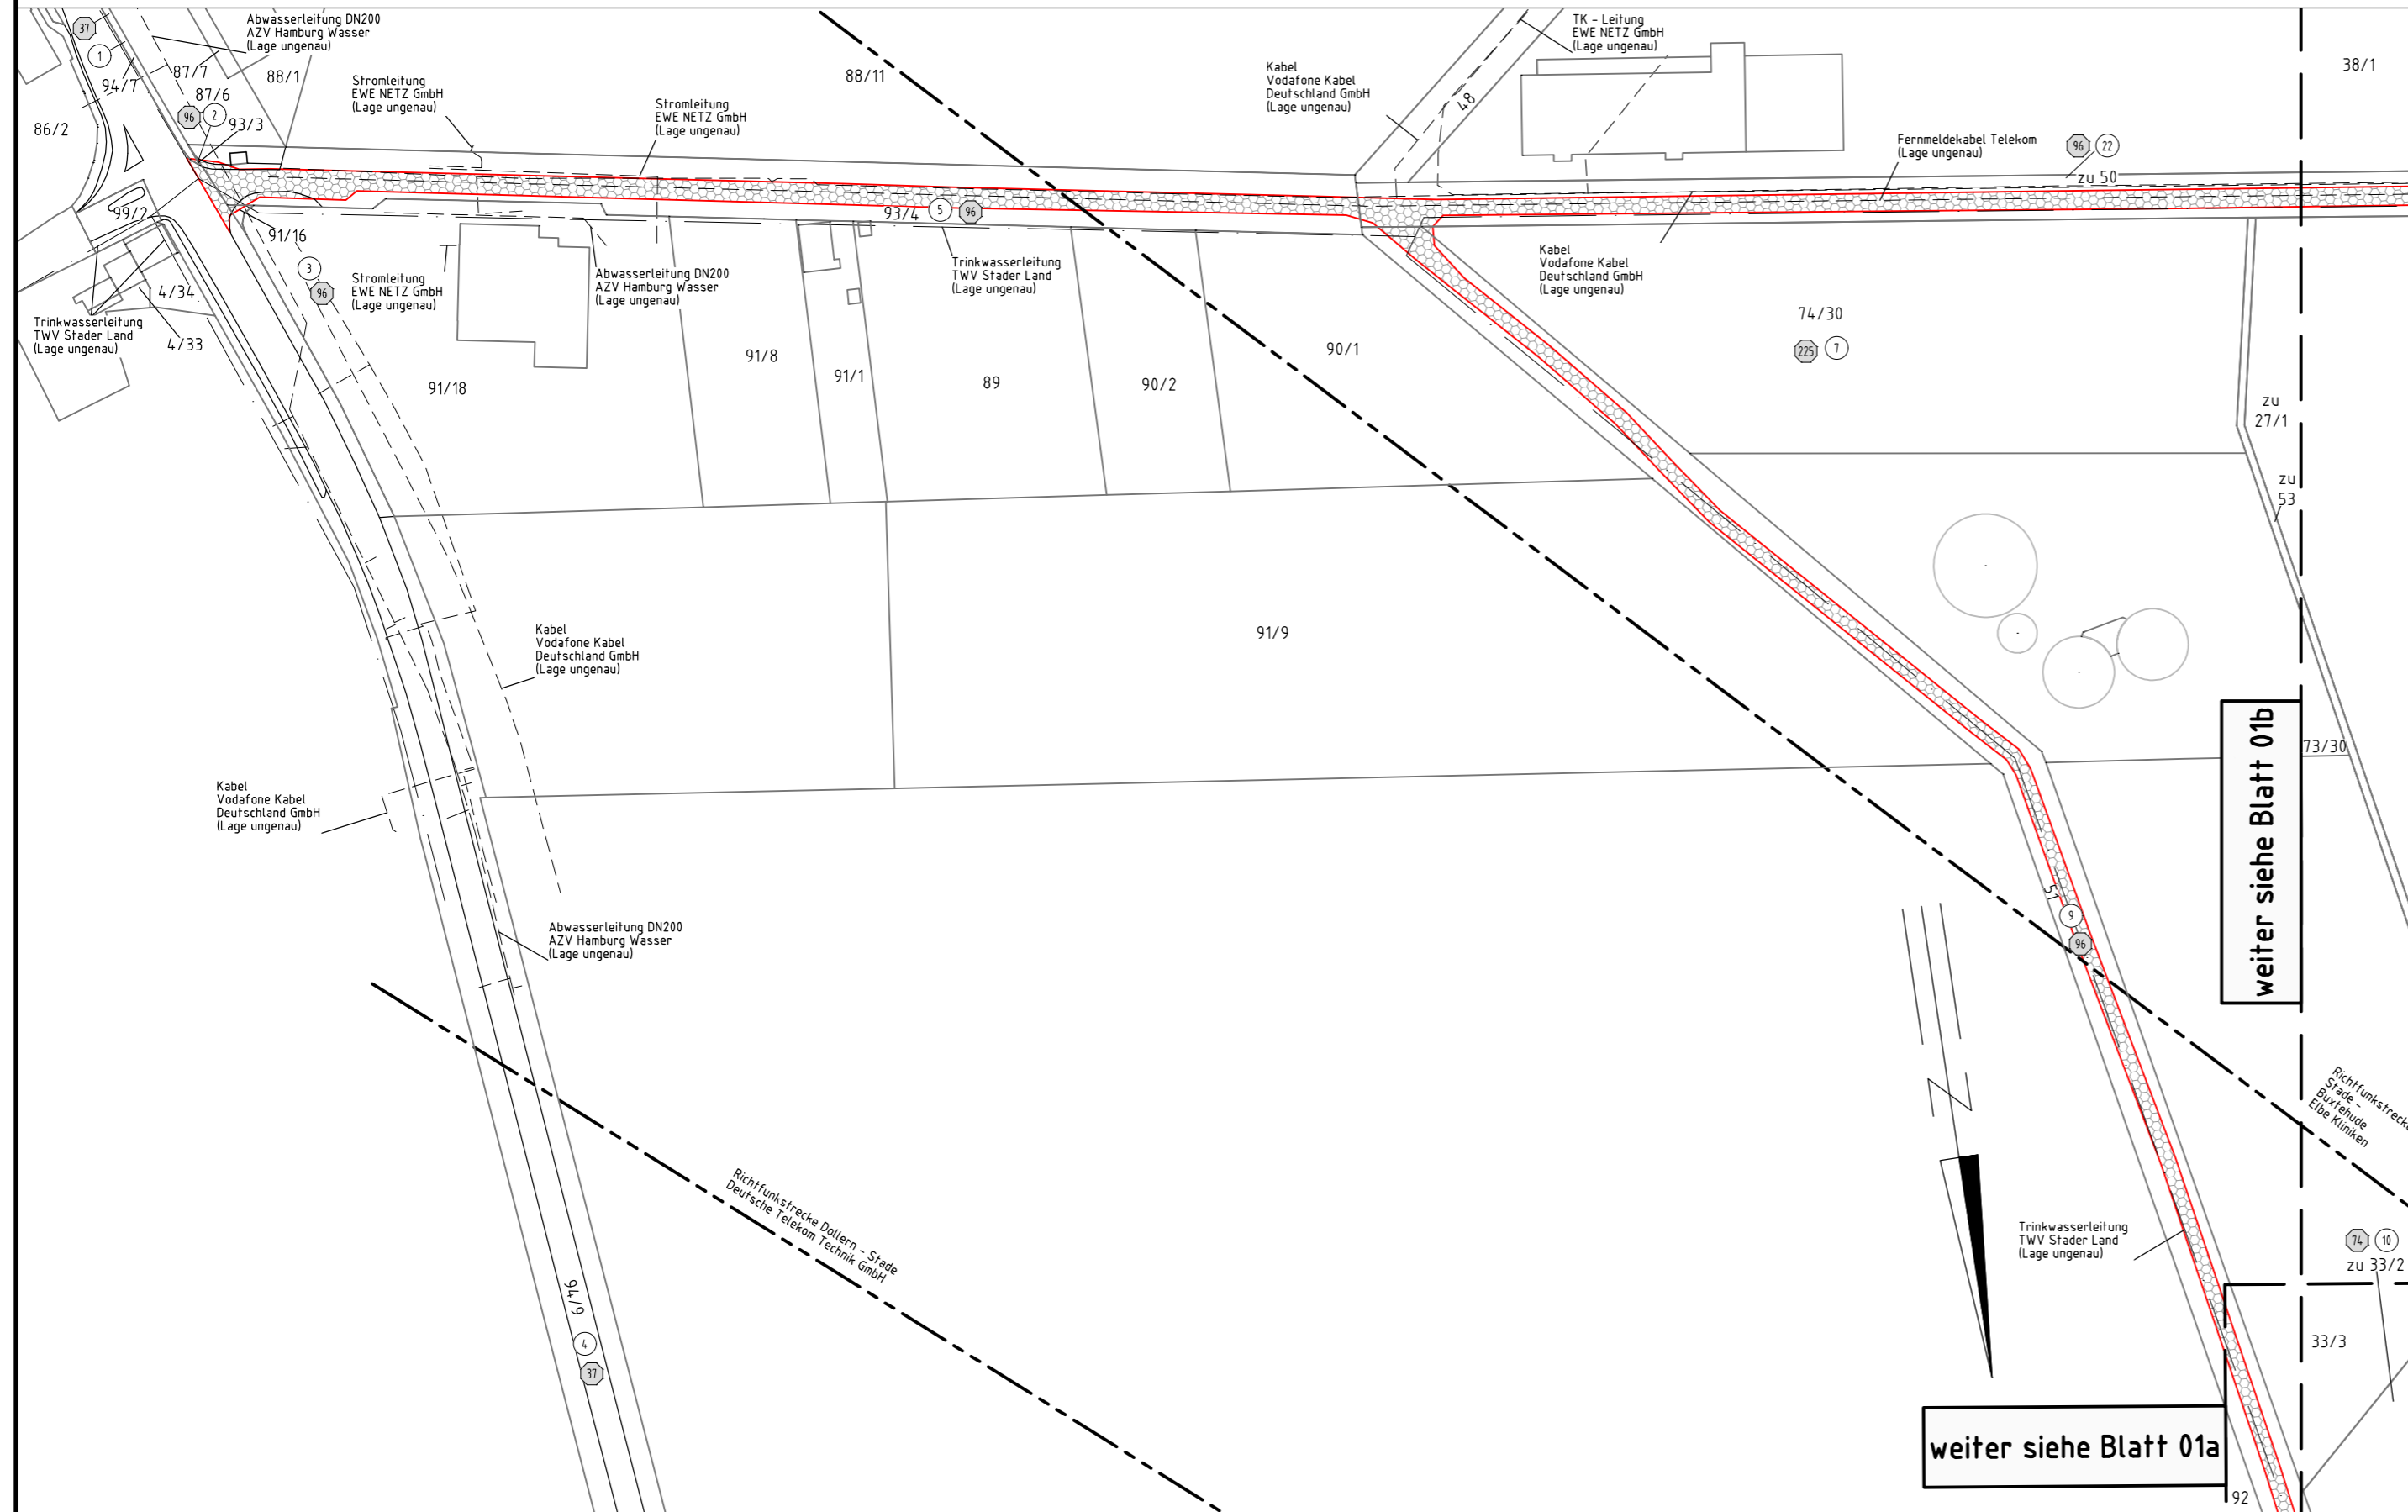 37
1
94/7
87/7
Abwasserleitung DN200
AZV Hamburg Wasser
(Lage ungenau)
88/1
87/6
96
2
93/3
86/2
Stromleitung
EWE NETZ GmbH
(Lage ungenau)
Stromleitung
EWE NETZ GmbH
(Lage ungenau)
88/11
Kabel
Vodafone Kabel
Deutschland GmbH
(Lage ungenau)
TK - Leitung
EWE NETZ GmbH
(Lage ungenau)
48
38/1
Fernmeldekabel Telekom
(Lage ungenau)
96
22
zu 50
99/2
91/16
93/4
5
96
3
96
Stromleitung
EWE NETZ GmbH
(Lage ungenau)
Abwasserleitung DN200
AZV Hamburg Wasser
(Lage ungenau)
Trinkwasserleitung
TWV Stader Land
(Lage ungenau)
Kabel
Vodafone Kabel
Deutschland GmbH
(Lage ungenau)
4/34
4/33
Trinkwasserleitung
TWV Stader Land
(Lage ungenau)
74/30
225
7
91/18
91/8
91/1
89
90/2
90/1
zu
27/1
zu
53
91/9
Kabel
Vodafone Kabel
Deutschland GmbH
(Lage ungenau)
Kabel
Vodafone Kabel
Deutschland GmbH
(Lage ungenau)
weiter siehe Blatt 01b
73/30
51
9
96
Abwasserleitung DN200
AZV Hamburg Wasser
(Lage ungenau)
Richtfunkstrecke
Stade -
Buxtehude
Elbe Kliniken
Richtfunkstrecke Dollern - Stade
Deutsche Telekom Technik GmbH
Trinkwasserleitung
TWV Stader Land
(Lage ungenau)
74
10
zu 33/2
94/9
4
37
33/3
weiter siehe Blatt 01a
92